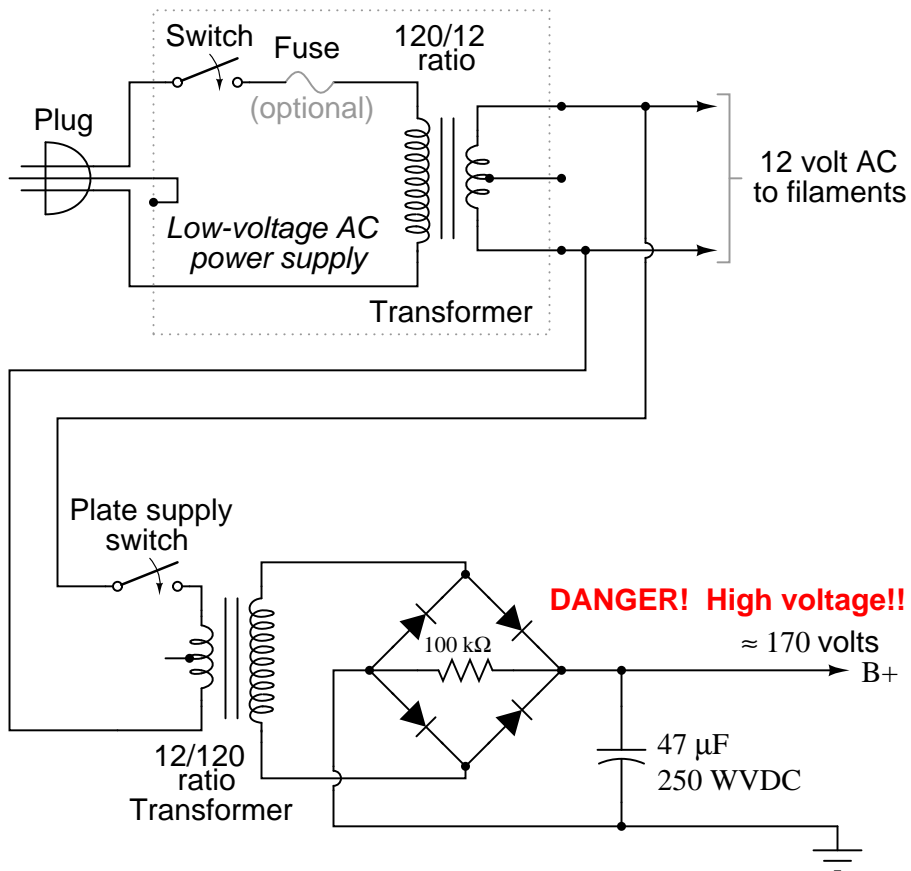 Switch
Fuse
(optional)
120/12
ratio
Plug
Low-voltage AC
power supply
Transformer
12 volt AC
to filaments
Plate supply
switch
DANGER! High voltage!!
100 kΩ
≈ 170 volts
B+
12/120
ratio
Transformer
47 μF
250 WVDC